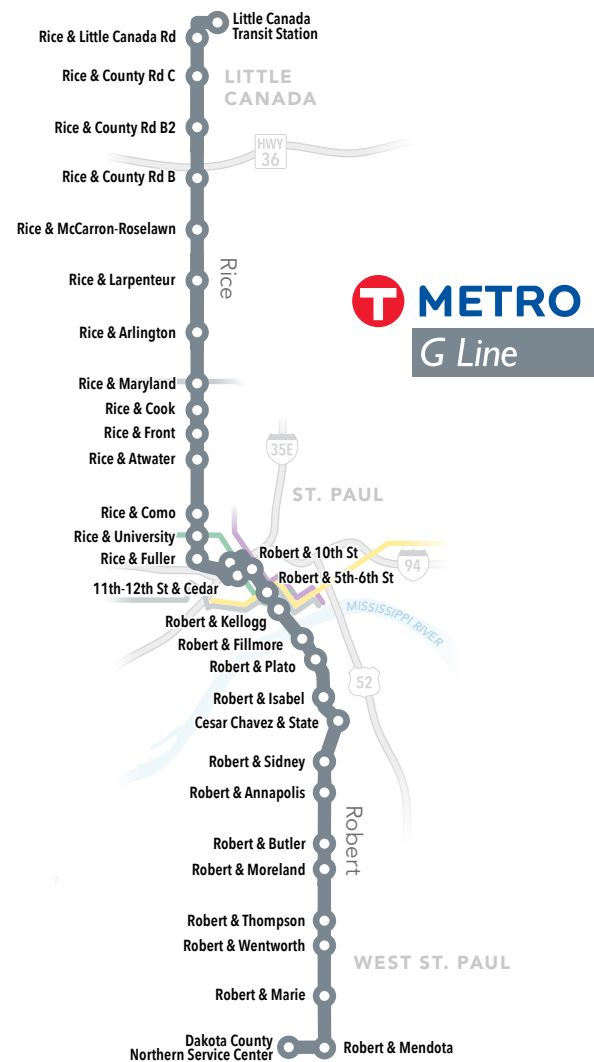 Little Canada
Transit Station
Rice & Little Canada Rd
Rice & County Rd C
LITTLE
CANADA
Rice & County Rd B2
HWY
36
Rice & County Rd B
Rice & McCarron-Roselawn
Rice
Rice & Larpenteur
T METRO
G Line
Rice & Arlington
Rice & Maryland
Rice & Cook
Rice & Front
35E
Rice & Atwater
ST. PAUL
Rice & Como
Rice & University
Robert & 10th St
Rice & Fuller
94
Robert & 5th-6th St
11th-12th St & Cedar
MISSISSIPPI RIVER
Robert & Kellogg
Robert & Fillmore
Robert & Plato
52
Robert & Isabel
Cesar Chavez & State
Robert & Sidney
Robert & Annapolis
Robert
Robert & Butler
Robert & Moreland
Robert & Thompson
Robert & Wentworth
WEST ST. PAUL
Robert & Marie
Dakota County
Northern Service Center
Robert & Mendota